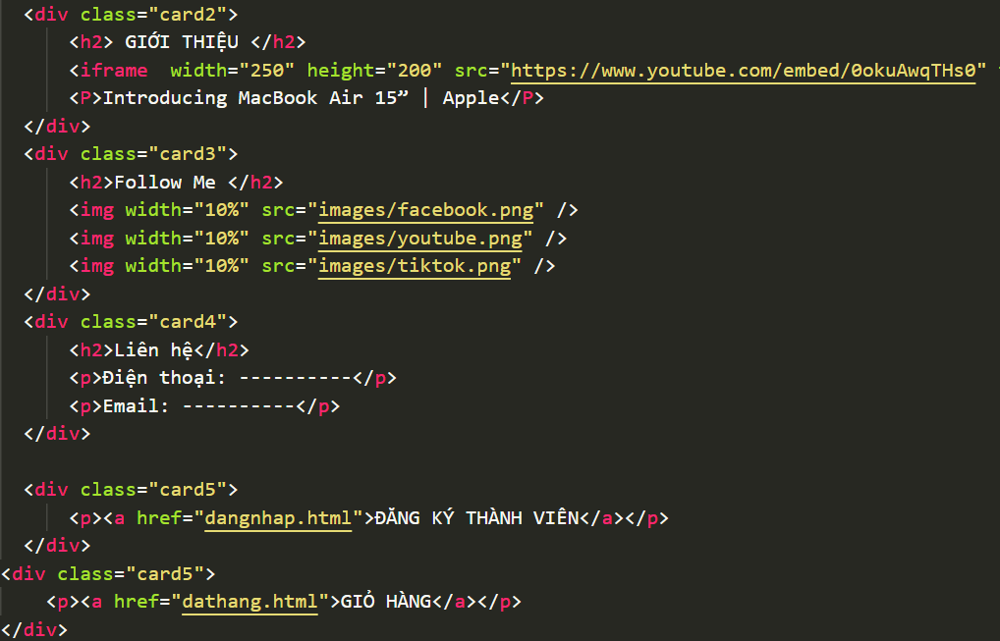 <div class="card2">
<h2> GIỚI THIỆU </h2>
<iframe  width="250" height="200" src="https://www.youtube.com/embed/0okuAwqTHs0"
<P>Introducing MacBook Air 15” | Apple</P>
</div>
<div class="card3">
<h2>Follow Me </h2>
<img width="10%" src="images/facebook.png" />
<img width="10%" src="images/youtube.png" />
<img width="10%" src="images/tiktok.png" />
</div>
<div class="card4">
<h2>Liên hệ</h2>
<p>Điện thoại: ----------</p>
<p>Email: ----------</p>
</div>
<div class="card5">
<p><a href="dangnhap.html">ĐĂNG KÝ THÀNH VIÊN</a></p>
</div>
<div class="card5">
<p><a href="dathang.html">GIỎ HÀNG</a></p>
</div>